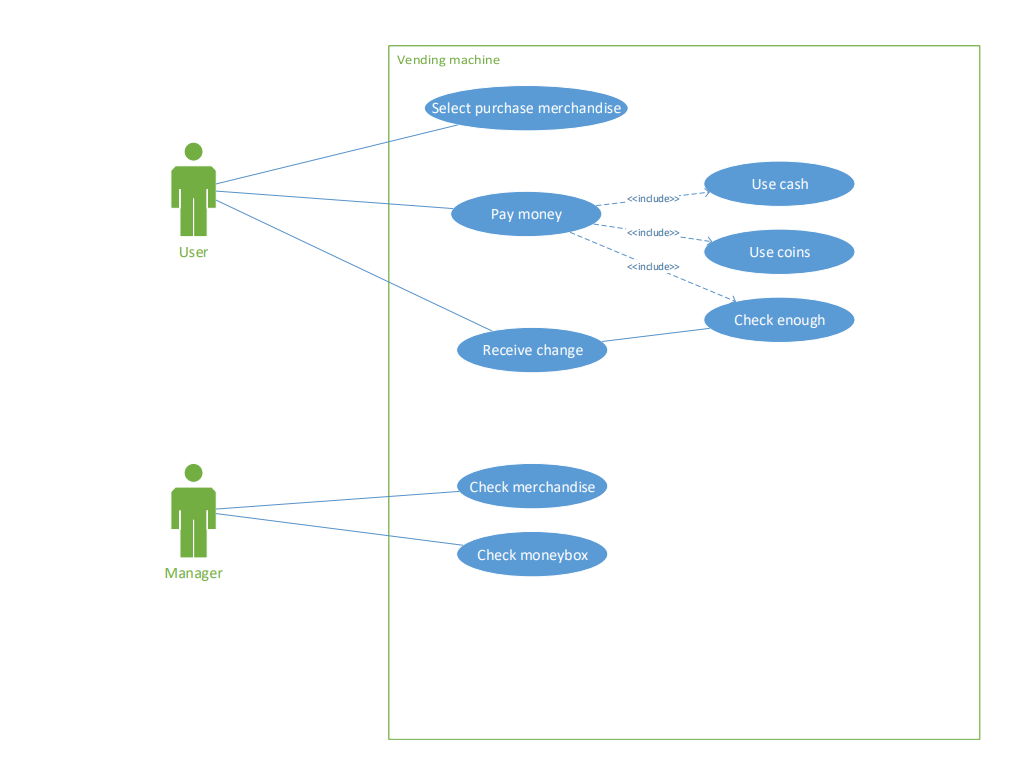 Vending machine
Select purchase merchandise
Use cash
<<include>>
Pay money
<<include>>
User
Use coins
<<include>>
Check enough
Receive change
Check merchandise
Check moneybox
Manager